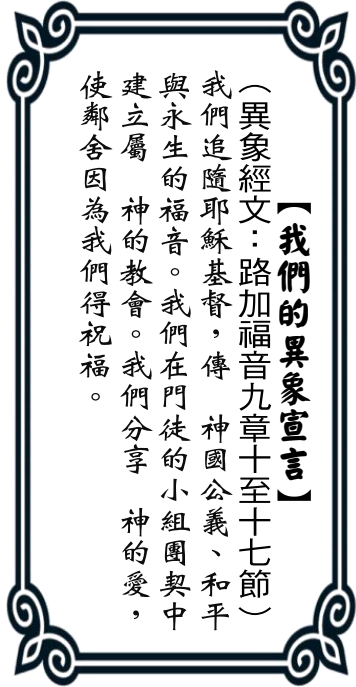 【我們的異象宣言】
（異象經文：路加福音九章十至十七節）
我們追隨耶穌基督，傳　神國公義、和平
與永生的福音。我們在門徒的小組團契中
建立屬　神的教會。我們分享　神的愛，
使鄰舍因為我們得祝福。